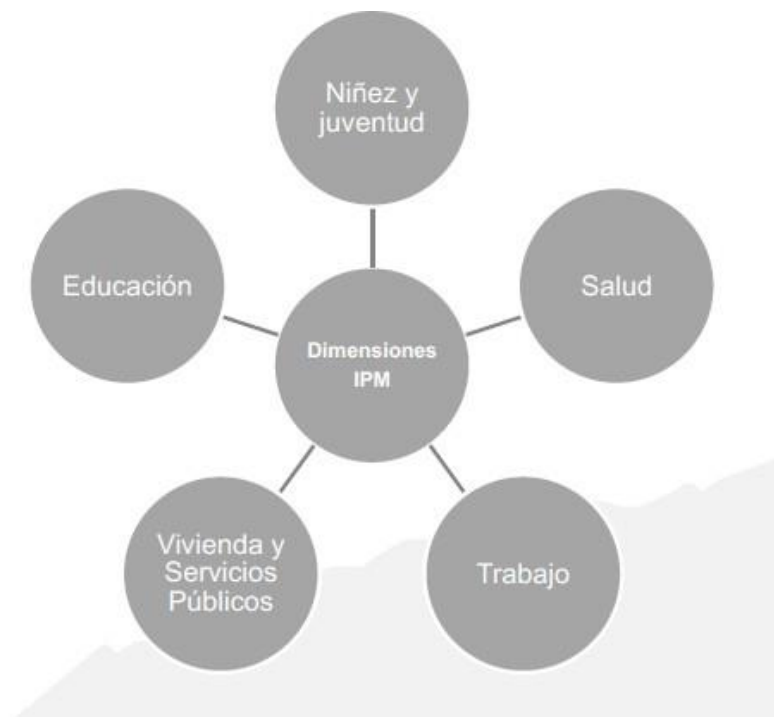 Niñez y
juventud
Educación
Salud
Dimensiones
IPM
Vivienda y
Servicios
Públicos
Trabajo